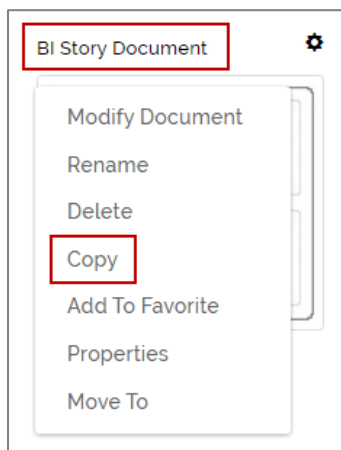 BI Story Document
Modify Document
Rename
Delete
Copy
Add To Favorite
Properties
Move To